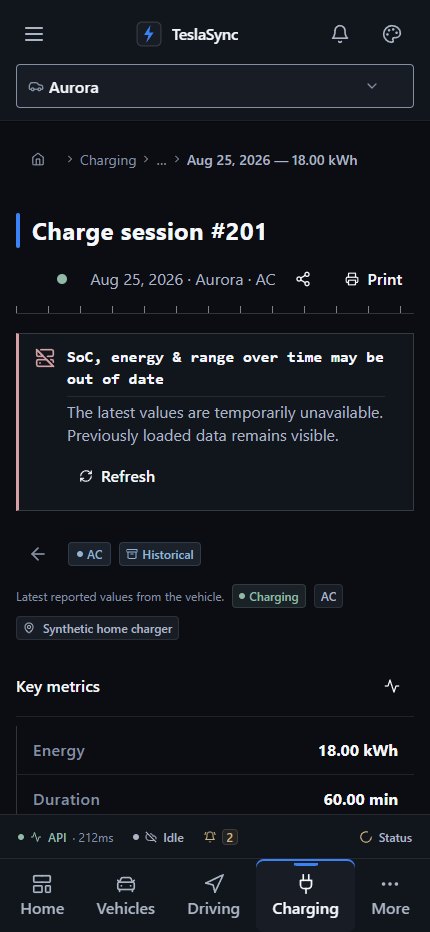 TeslaSync
Aurora
Charging
...
Aug 25, 2026 — 18.00 kWh
Charge session #201
Aug 25, 2026 · Aurora · AC
Print
SoC, energy & range over time may be
out of date
The latest values are temporarily unavailable.
Previously loaded data remains visible.
Refresh
AC
Historical
Latest reported values from the vehicle.
Charging
AC
Synthetic home charger
Key metrics
Energy
18.00 kWh
Duration
60.00 min
API · 212ms
Idle
2
Status
Home
Vehicles
Driving
Charging
More